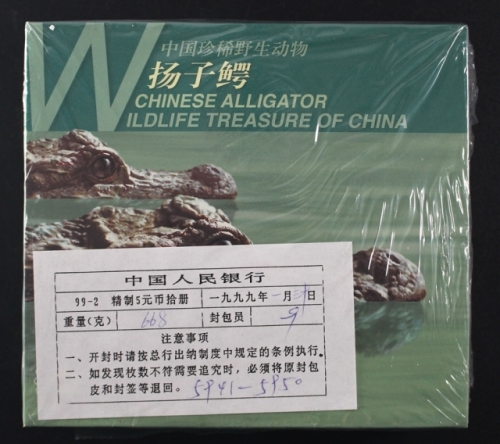 中国珍稀野生动物
扬子鳄
CHINESE ALLIGATOR
WILDLIFE TREASURE OF CHINA
中国人民银行
99-2 精制5元币拾册 一九九九年一月 日
重量(克) 668 封包员
注意事项
一、开封时请按总行出纳制度中规定的条例执行。
二、如发现枚数不符需要追究时，必须将原封包
皮和封签等退回。 5941-5950